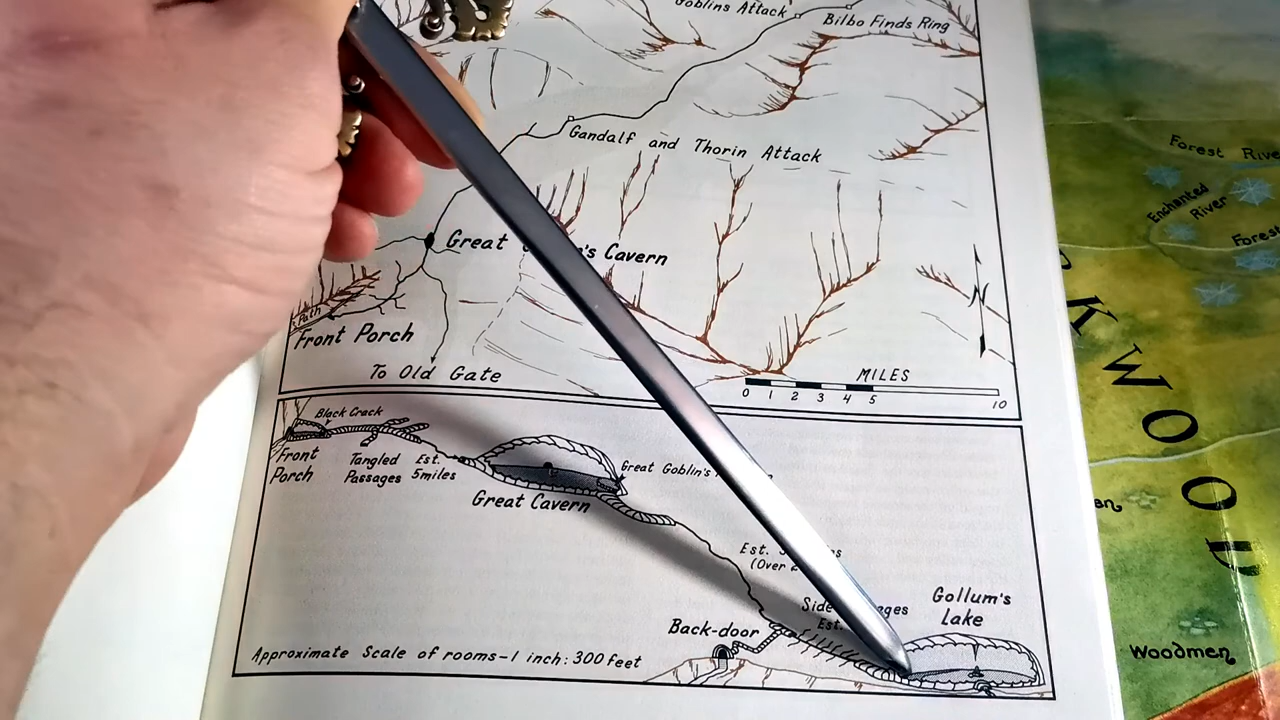 Goblins Attack
Bilbo Finds Ring
Gandalf and Thorin Attack
Great
's Cavern
Path
Front Porch
To Old Gate
N
MILES
0 1 2 3 4 5 10
Black Crack
Front
Porch
Tangled
Passages
Est.
5miles
Great Goblin's
Great Cavern
Est.
(Over
Side
Est.
Gollum's
Lake
Back-door
Approximate Scale of rooms-1 inch: 300 feet
Forest River
Enchanted
River
Forest
KWOOD
Woodmen